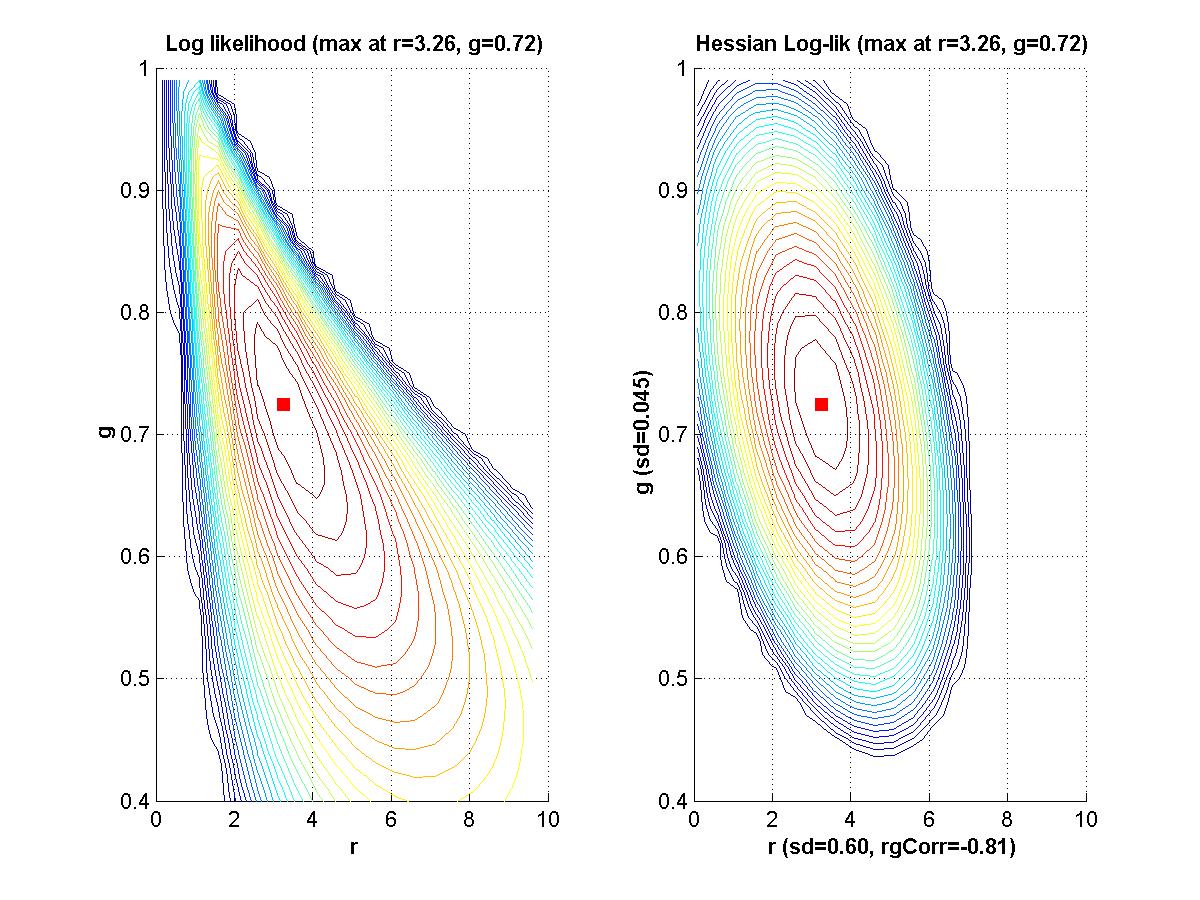 Log likelihood (max at r=3.26, g=0.72)
1
0.9
0.8
0.7
0.6
0.5
0.4
g
0 2 4 6 8 10
r
Hessian Log-lik (max at r=3.26, g=0.72)
1
0.9
0.8
0.7
0.6
0.5
0.4
g (sd=0.045)
0 2 4 6 8 10
r (sd=0.60, rgCorr=-0.81)